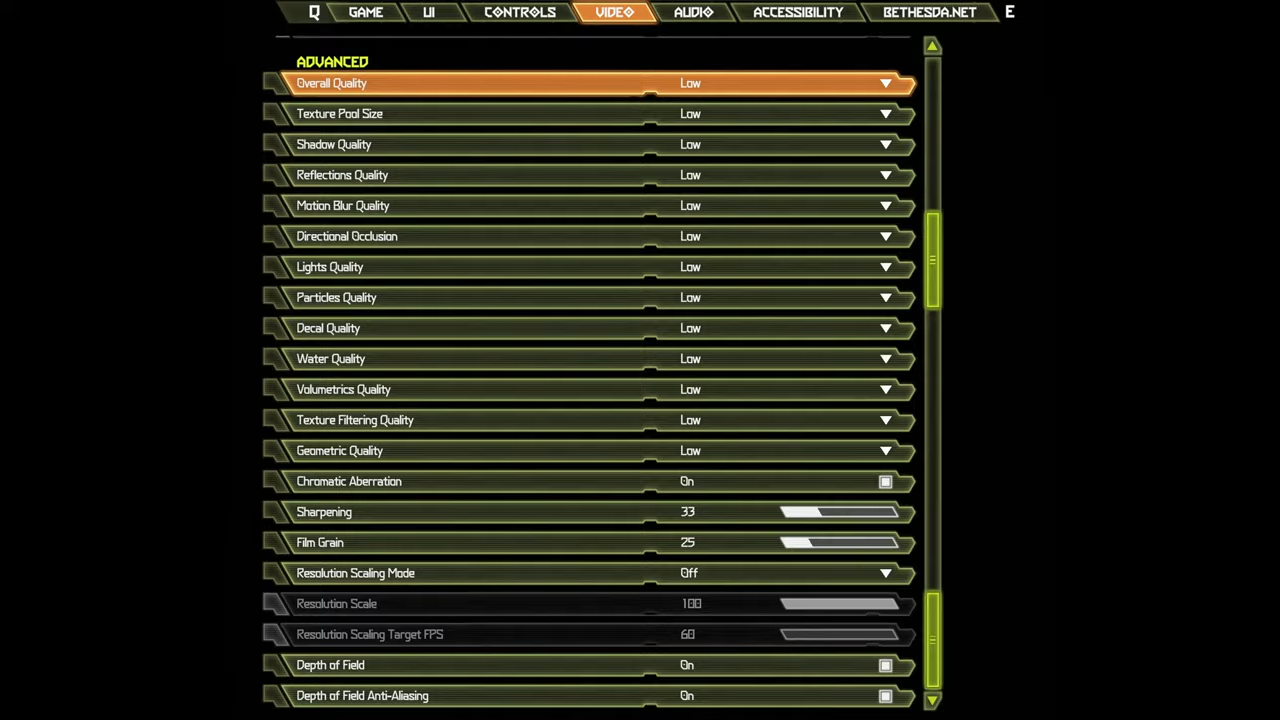 Q GAME UI CONTROLS VIDEO AUDIO ACCESSIBILITY BETHESDA.NET E
ADVANCED
Overall Quality Low
Texture Pool Size Low
Shadow Quality Low
Reflections Quality Low
Motion Blur Quality Low
Directional Occlusion Low
Lights Quality Low
Particles Quality Low
Decal Quality Low
Water Quality Low
Volumetrics Quality Low
Texture Filtering Quality Low
Geometric Quality Low
Chromatic Aberration On
Sharpening 33
Film Grain 25
Resolution Scaling Mode Off
Resolution Scale 100
Resolution Scaling Target FPS 60
Depth of Field On
Depth of Field Anti-Aliasing On